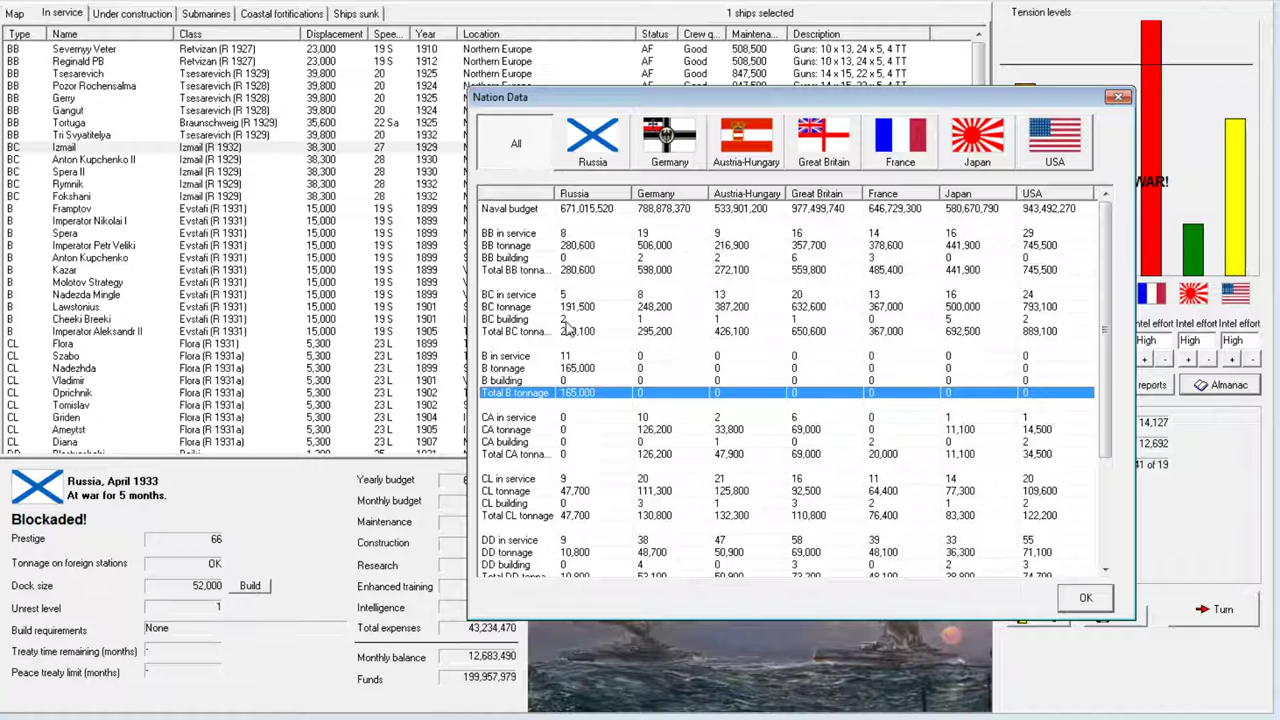 Map In service Under construction Submarines Coastal fortifications Ships sunk 1 ships selected Tension levels
Type Name Class Displacement Spee... Year Location Status Crew q... Maintena... Description
BB Severnyy Veter Retvizan (R 1927) 23,000 19 S 1910 Northern Europe AF Good 508,500 Guns: 10 x 13, 24 x 5, 4 TT
BB Reginald PB Retvizan (R 1927) 23,000 19 S 1912 Northern Europe AF Good 508,500 Guns: 10 x 13, 24 x 5, 4 TT
BB Tsesarevich Tsesarevich (R 1929) 39,800 20 1925 Northern Europe AF Good 847,500 Guns: 14 x 15, 22 x 5, 4 TT
BB Pozor Rochensalma Tsesarevich (R 1929) 39,800 20 1924
BB Gerry Tsesarevich (R 1929) 39,800 20 1925
BB Gangut Tsesarevich (R 1929) 39,800 20 1924
BB Tortuga Braunschweig (R 1929) 36,600 22 Sa 1929
BB Tri Svyatitelya Tsesarevich (R 1929) 39,800 20 1932
BC Izmail Izmail (R 1932) 38,300 27 1929
BC Anton Kupchenko II Izmail (R 1929) 38,300 28 1930
BC Spera II Izmail (R 1929) 38,300 28 1929
BC Rymnik Izmail (R 1929) 38,300 28 1929
BC Fokshani Izmail (R 1929) 38,300 28 1929
B Framptov Evstafi (R 1931) 15,000 19 S 1899
B Imperator Nikolai I Evstafi (R 1931) 15,000 19 S 1899
B Spera Evstafi (R 1931) 15,000 19 S 1899
B Imperator Petr Veliki Evstafi (R 1931) 15,000 19 S 1899
B Anton Kupchenko Evstafi (R 1931) 15,000 19 S 1899
B Kazar Evstafi (R 1931) 15,000 19 S 1899
B Molotov Strategy Evstafi (R 1931) 15,000 19 S 1899
B Nadezda Mingle Evstafi (R 1931) 15,000 19 S 1899
B Lawstonius Evstafi (R 1931) 15,000 19 S 1899
B Cheeki Breeki Evstafi (R 1931) 15,000 19 S 1899
B Imperator Aleksandr II Evstafi (R 1931) 15,000 19 S 1905
CL Flora Flora (R 1931) 5,300 23 L 1899
CL Szabo Flora (R 1931a) 5,300 23 L 1899
CL Nadezhda Flora (R 1931a) 5,300 23 L 1899
CL Vladimir Flora (R 1931a) 5,300 23 L 1901
CL Oprichnik Flora (R 1931a) 5,300 23 L 1902
CL Tomislav Flora (R 1931a) 5,300 23 L 1902
CL Griden Flora (R 1931a) 5,300 23 L 1904
CL Ameytst Flora (R 1931a) 5,300 23 L 1904
CL Diana Flora (R 1931a) 5,300 23 L 1907
Nation Data
All Russia Germany Austria-Hungary Great Britain France Japan USA
Russia Germany Austria-Hungary Great Britain France Japan USA
Naval budget 671,015,520 788,878,370 533,901,200 977,499,740 646,729,300 580,670,790 943,492,270
BB in service 8 19 9 16 14 16 29
BB tonnage 280,600 506,000 216,900 357,700 378,600 441,900 745,500
BB building 0 2 2 6 3 0 0
Total BB tonna... 280,600 598,000 272,100 559,800 485,400 441,900 745,500
BC in service 5 8 13 20 13 16 24
BC tonnage 191,500 248,200 387,200 632,600 367,000 500,000 793,100
BC building 2 1 1 1 0 5 2
Total BC tonna... 295,200 426,100 650,600 367,000 692,500 889,100
B in service 11 0 0 0 0 0 0
B tonnage 165,000 0 0 0 0 0 0
B building 0 0 0 0 0 0 0
Total B tonnage 165,000 0 0 0 0 0 0
CA in service 0 10 2 6 0 1 1
CA tonnage 0 126,200 33,800 69,000 0 11,100 14,500
CA building 0 0 1 0 2 0 2
Total CA tonna... 0 126,200 47,900 69,000 20,000 11,100 34,500
CL in service 9 20 21 16 11 14 20
CL tonnage 47,700 111,300 125,800 92,500 64,400 77,300 109,600
CL building 0 3 1 3 2 1 2
Total CL tonnage 47,700 130,800 132,300 110,800 76,400 83,300 122,200
DD in service 9 38 47 58 39 33 55
DD tonnage 10,800 48,700 50,900 69,000 48,100 36,300 71,100
DD building 0 4 0 3 0 2 3
OK
WAR!
Intel effort Intel effort Intel effort
High High High
+ - + - + -
reports Almanac
14,127
12,692
41 of 19
Turn
Russia, April 1933
At war for 5 months.
Blockaded!
Prestige 66
Tonnage on foreign stations OK
Dock size 52,000 Build
Unrest level 1
Build requirements None
Treaty time remaining (months) -
Peace treaty limit (months) -
Yearly budget
Monthly budget
Maintenance
Construction
Research
Enhanced training
Intelligence
Total expenses 43,234,470
Monthly balance 12,683,490
Funds 199,957,979